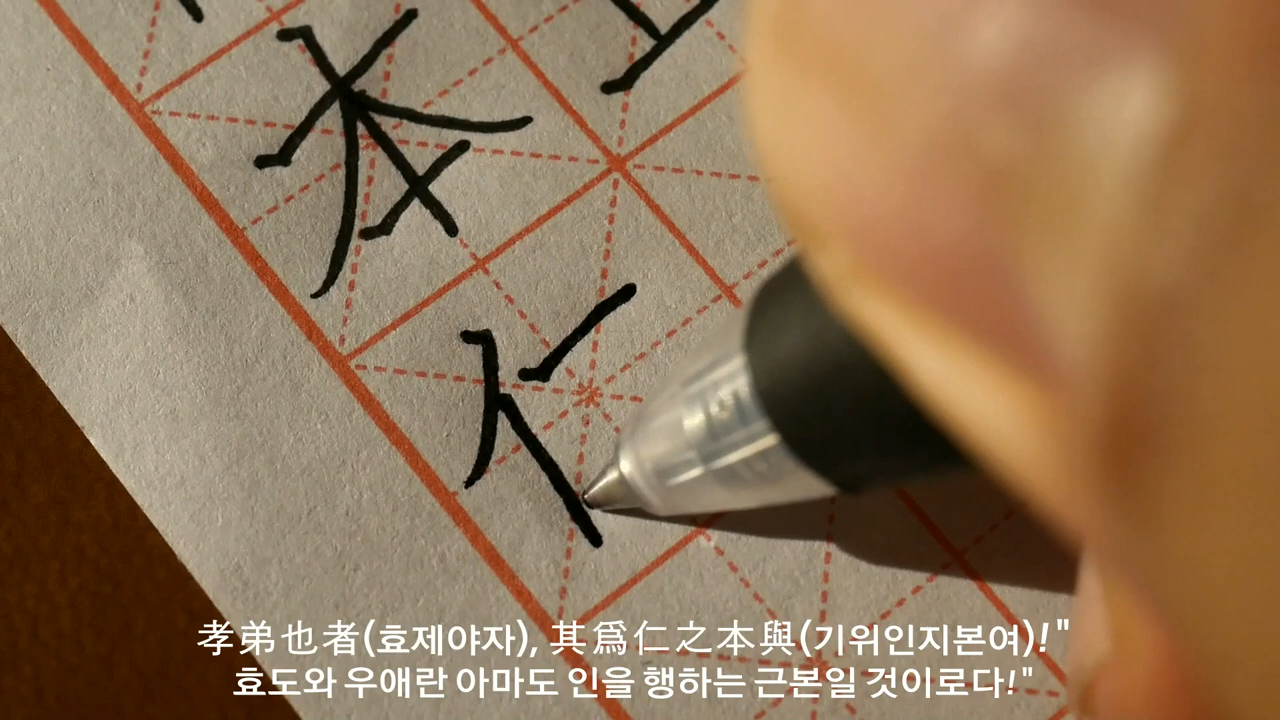 本
孝弟也者(효제야자), 其爲仁之本與(기위인지본여)!"
효도와 우애란 아마도 인을 행하는 근본일 것이로다!"